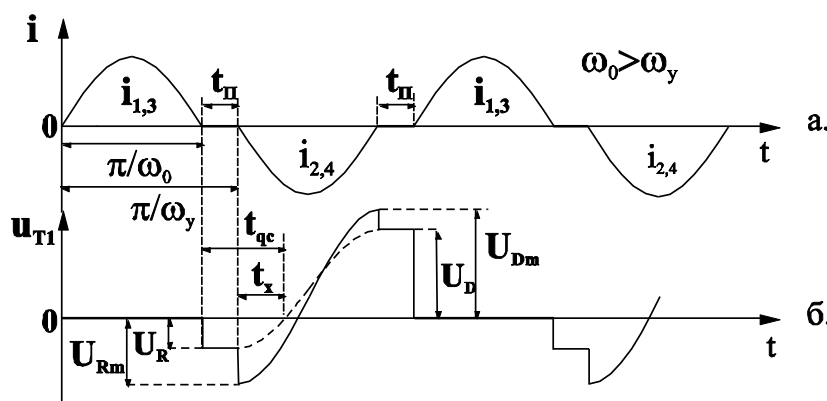 i
ω₀>ωy
tП
tП
i1,3
i1,3
0
а.
t
i2,4
i2,4
π/ω₀
π/ωy
uT1
tqc
UDm
tx
UD
0
б.
UR
t
URm